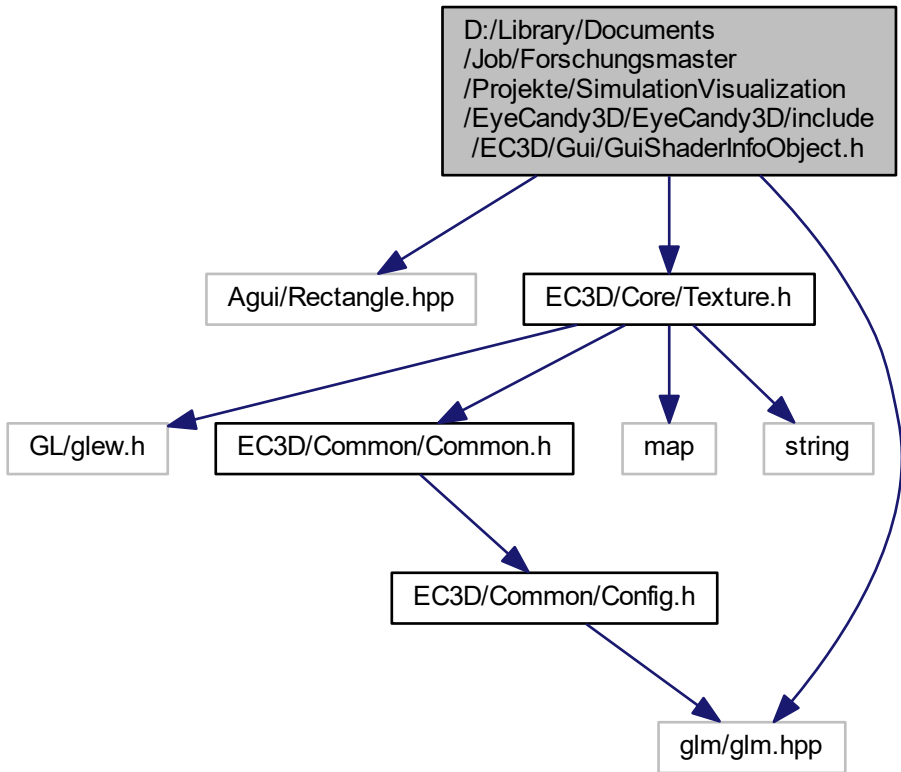 D:/Library/Documents
/Job/Forschungsmaster
/Projekte/SimulationVisualization
/EyeCandy3D/EyeCandy3D/include
/EC3D/Gui/GuiShaderInfoObject.h
Agui/Rectangle.hpp
EC3D/Core/Texture.h
GL/glew.h
EC3D/Common/Common.h
map
string
EC3D/Common/Config.h
glm/glm.hpp